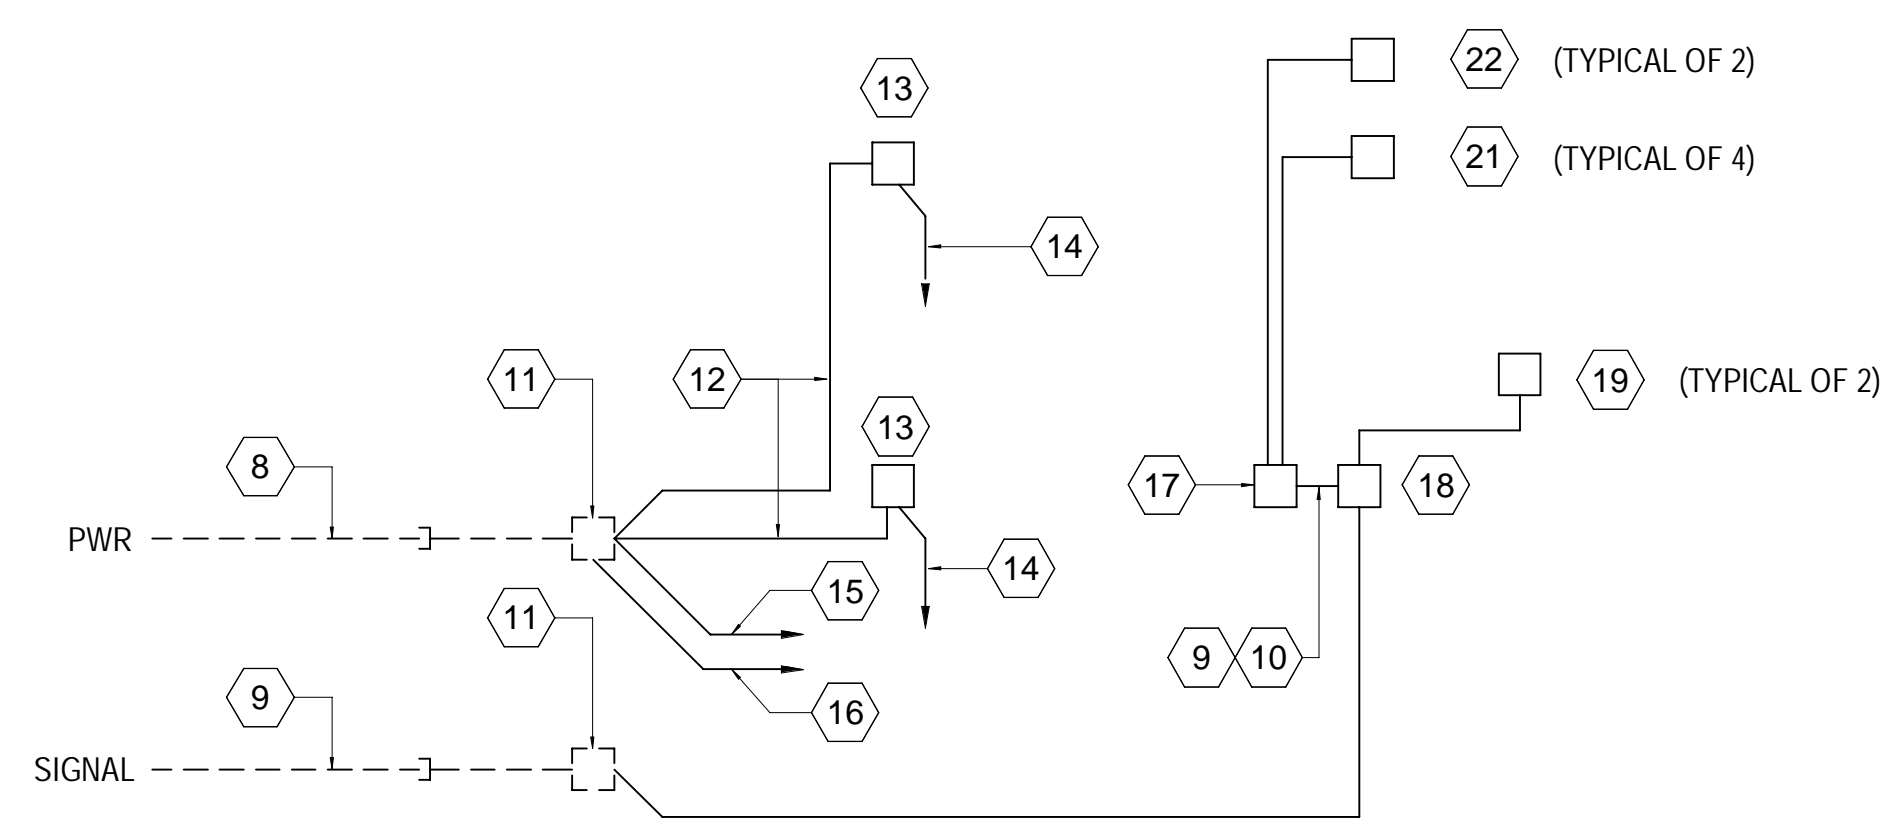 22 (TYPICAL OF 2)
13
21 (TYPICAL OF 4)
14
11
12
19 (TYPICAL OF 2)
13
8
17
18
PWR
14
15
11
9 10
9
16
SIGNAL